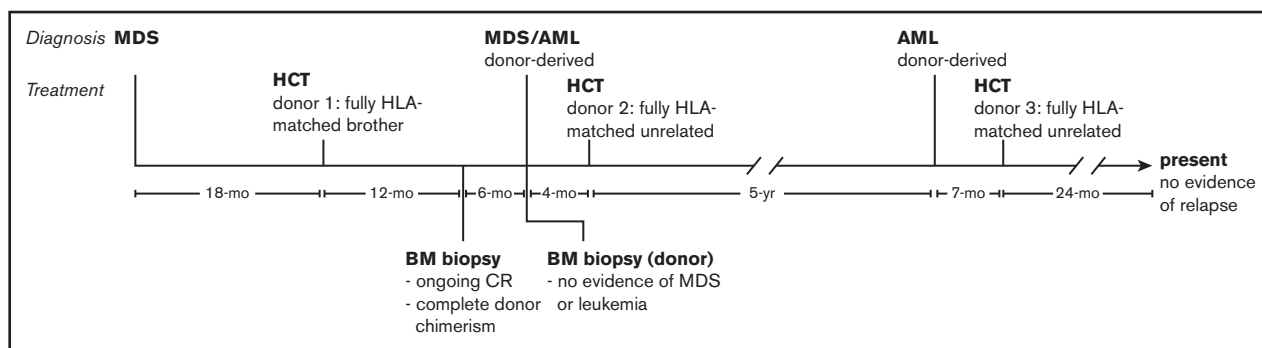 Diagnosis MDS
MDS/AML
donor-derived
AML
donor-derived
Treatment
HCT
donor 1: fully HLA-
matched brother
HCT
donor 2: fully HLA-
matched unrelated
HCT
donor 3: fully HLA-
matched unrelated
present
no evidence
of relapse
18-mo
12-mo
6-mo
4-mo
5-yr
7-mo
24-mo
BM biopsy
- ongoing CR
- complete donor
chimerism
BM biopsy (donor)
- no evidence of MDS
or leukemia